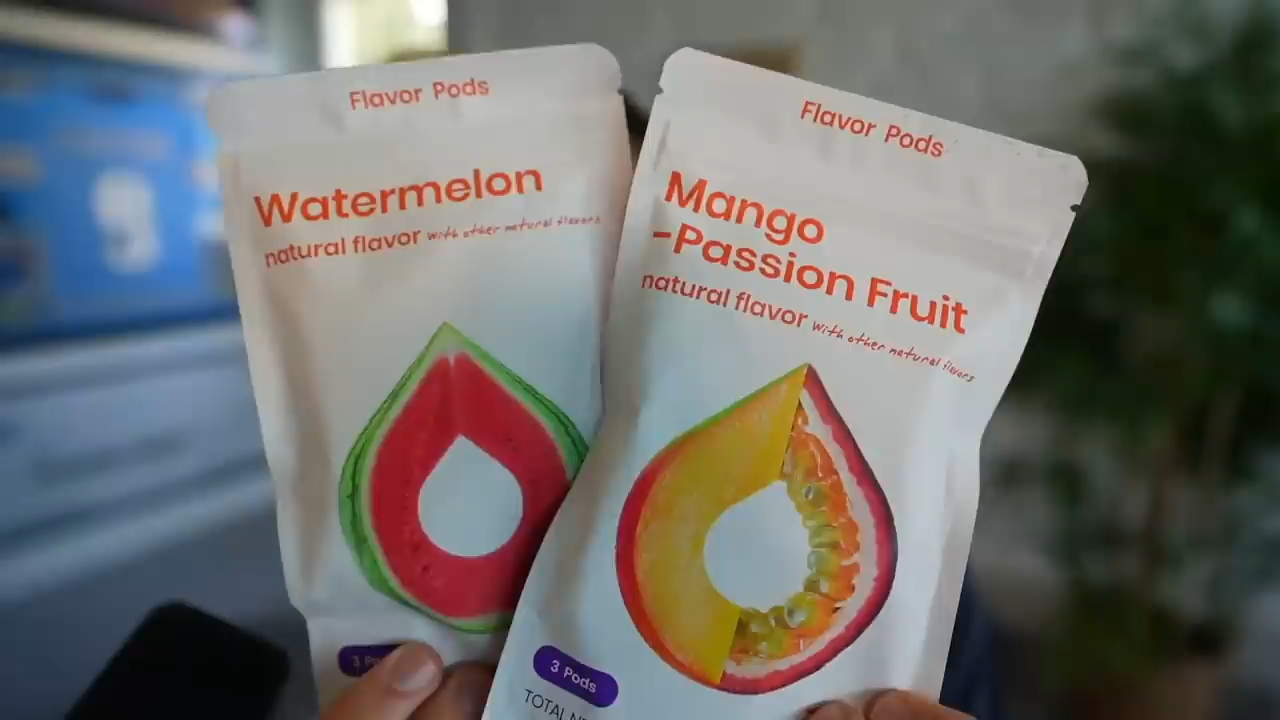 Flavor Pods
Watermelon
natural flavor with other natural flavors
3
Flavor Pods
Mango
-Passion Fruit
natural flavor with other natural flavors
3 Pods
TOTAL
9